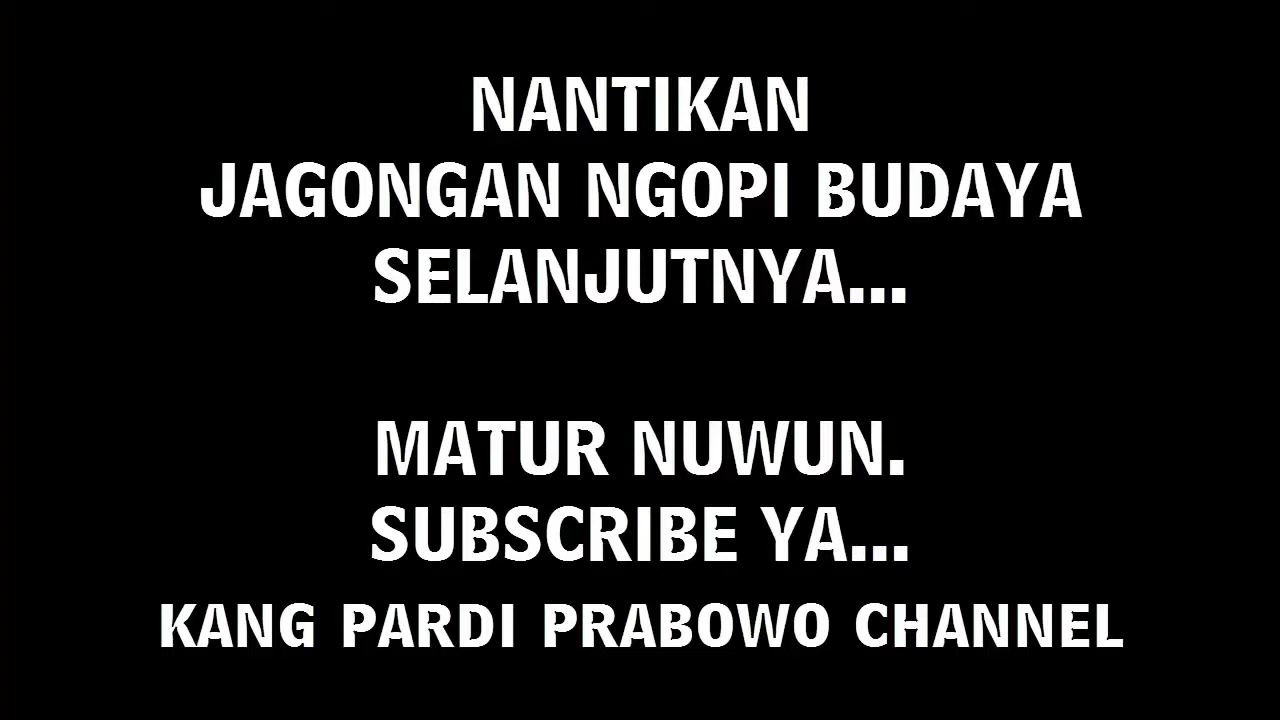 NANTIKAN
JAGONGAN NGOPI BUDAYA
SELANJUTNYA...
MATUR NUWUN.
SUBSCRIBE YA...
KANG PARDI PRABOWO CHANNEL